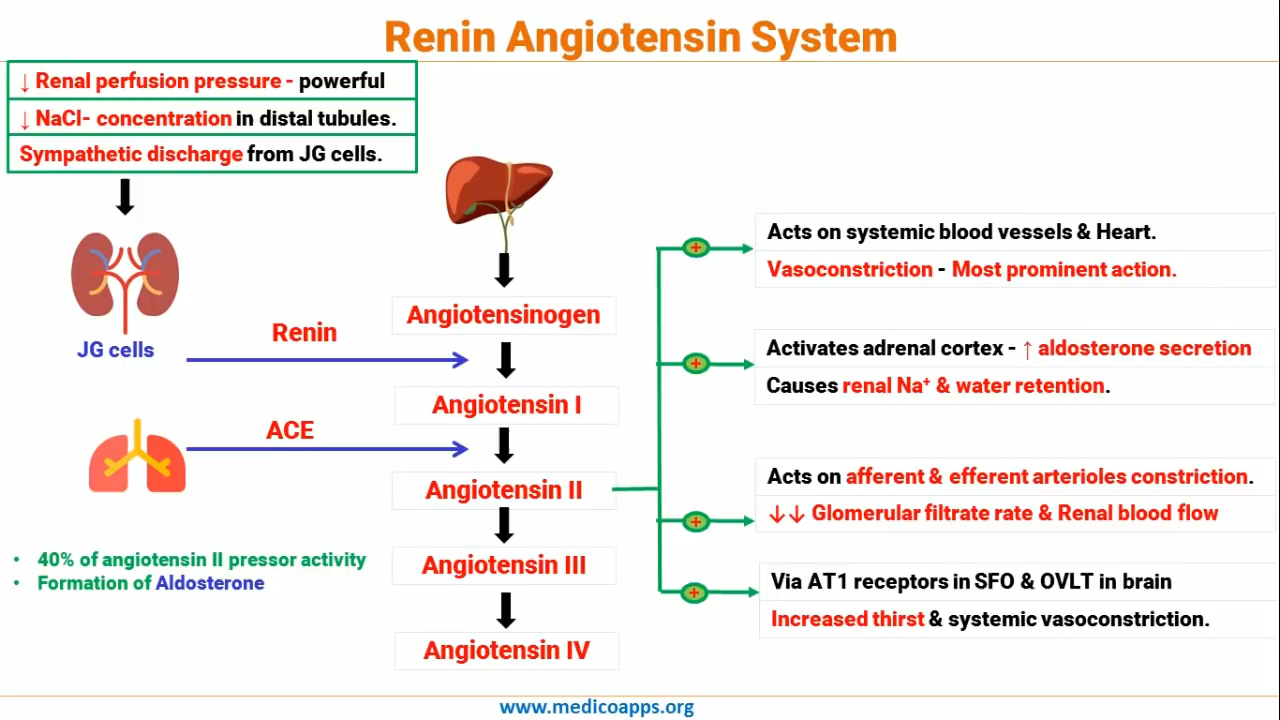 Renin Angiotensin System
↓ Renal perfusion pressure - powerful
↓ NaCl- concentration in distal tubules.
Sympathetic discharge from JG cells.
JG cells
Renin
ACE
Angiotensinogen
Angiotensin I
Angiotensin II
Angiotensin III
Angiotensin IV
• 40% of angiotensin II pressor activity
• Formation of Aldosterone
Acts on systemic blood vessels & Heart.
Vasoconstriction - Most prominent action.
Activates adrenal cortex - ↑ aldosterone secretion
Causes renal Na⁺ & water retention.
Acts on afferent & efferent arterioles constriction.
↓↓ Glomerular filtrate rate & Renal blood flow
Via AT1 receptors in SFO & OVLT in brain
Increased thirst & systemic vasoconstriction.
www.medicoapps.org